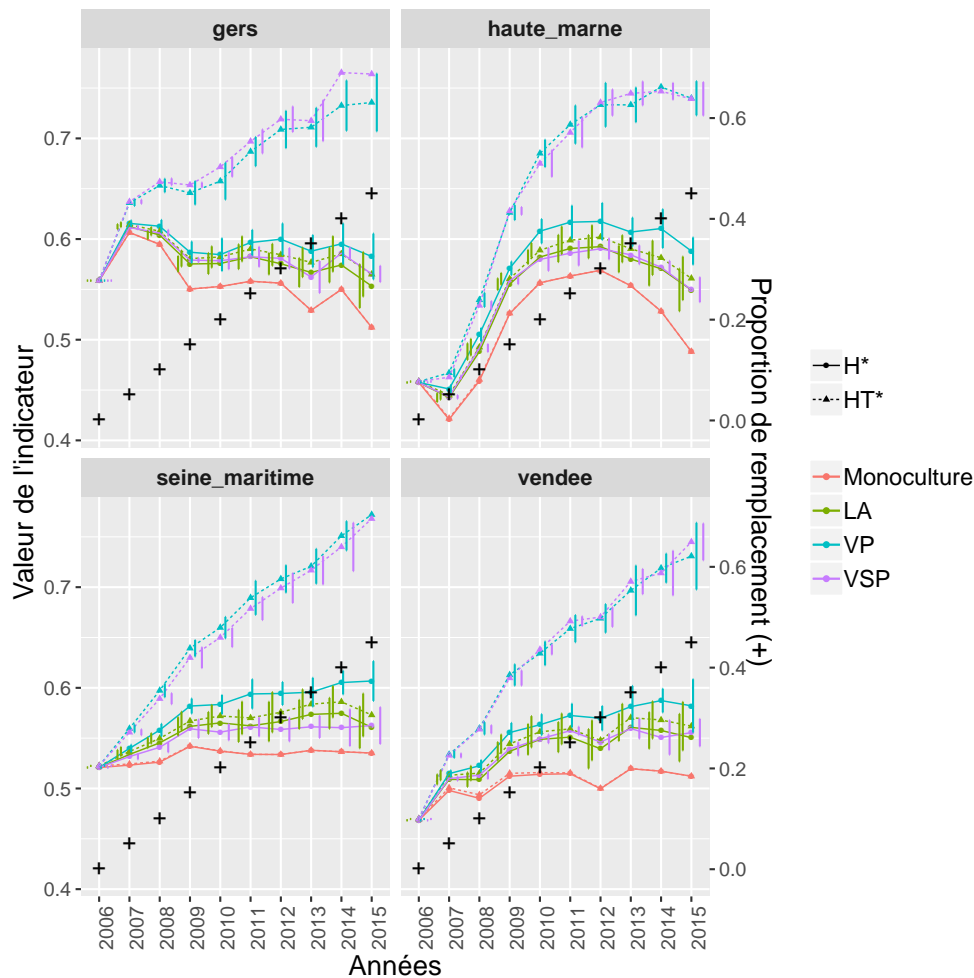 gers
haute_marne
0.7
0.6
0.5
0.4
0.6
0.4
0.2
0.0
seine_maritime
vendee
0.7
0.6
0.5
0.4
0.6
0.4
0.2
0.0
2006 2007 2008 2009 2010 2011 2012 2013 2014 2015
2006 2007 2008 2009 2010 2011 2012 2013 2014 2015
Années
Valeur de l'indicateur
Proportion de remplacement (+)
H*
HT*
Monoculture
LA
VP
VSP